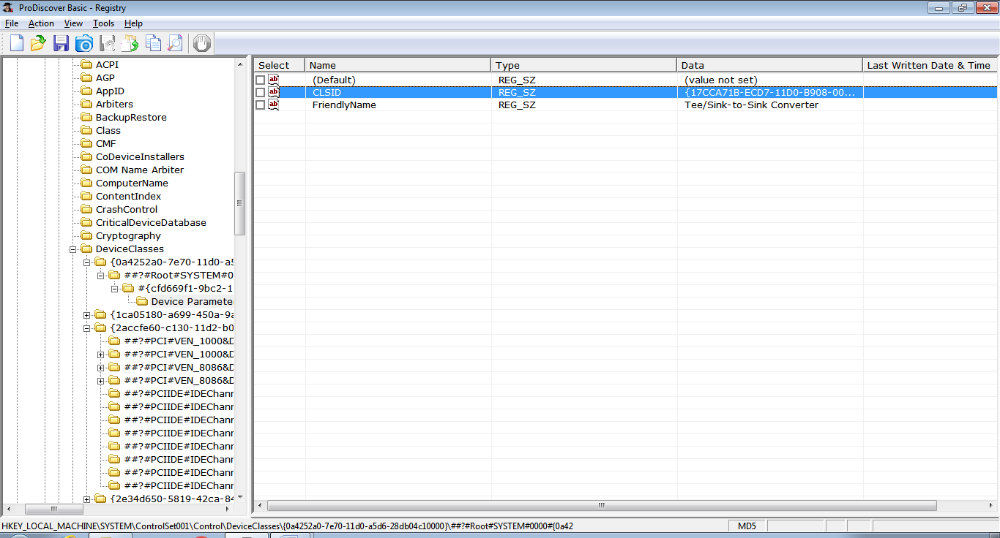 ProDiscover Basic - Registry
File Action View Tools Help
Select Name Type Data Last Written Date & Time
(Default) REG_SZ (value not set)
CLSID REG_SZ {17CCA71B-ECD7-11D0-B908-00...
FriendlyName REG_SZ Tee/Sink-to-Sink Converter
ACPI
AGP
AppID
Arbiters
BackupRestore
Class
CMF
CoDeviceInstallers
COM Name Arbiter
ComputerName
ContentIndex
CrashControl
CriticalDeviceDatabase
Cryptography
DeviceClasses
{0a4252a0-7e70-11d0-a5
##?#Root#SYSTEM#0
#{cfd669f1-9bc2-1
Device Parameter
{1ca05180-a699-450a-9a
{2accfe60-c130-11d2-b0
##?#PCI#VEN_1000&D
##?#PCI#VEN_1000&D
##?#PCI#VEN_8086&D
##?#PCI#VEN_8086&D
##?#PCIIDE#IDEChanr
##?#PCIIDE#IDEChanr
##?#PCIIDE#IDEChanr
##?#PCIIDE#IDEChanr
##?#PCIIDE#IDEChanr
##?#PCIIDE#IDEChanr
##?#PCIIDE#IDEChanr
##?#PCIIDE#IDEChanr
{2e34d650-5819-42ca-84
HKEY_LOCAL_MACHINE\SYSTEM\ControlSet001\Control\DeviceClasses\{0a4252a0-7e70-11d0-a5d6-28db04c10000}\##?#Root#SYSTEM#0000#{0a42 MD5